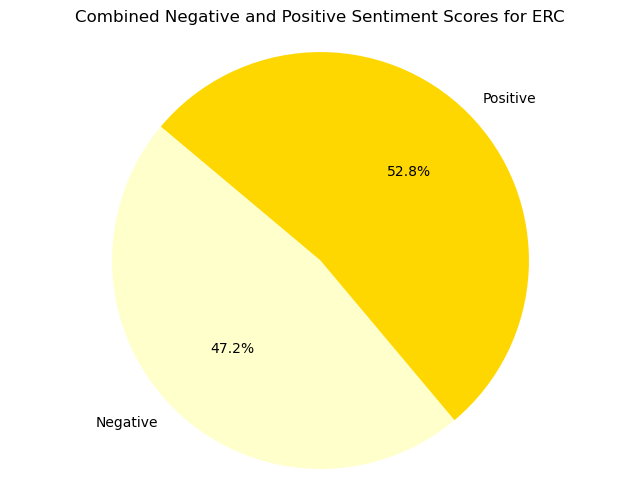 Combined Negative and Positive Sentiment Scores for ERC
Positive
52.8%
47.2%
Negative